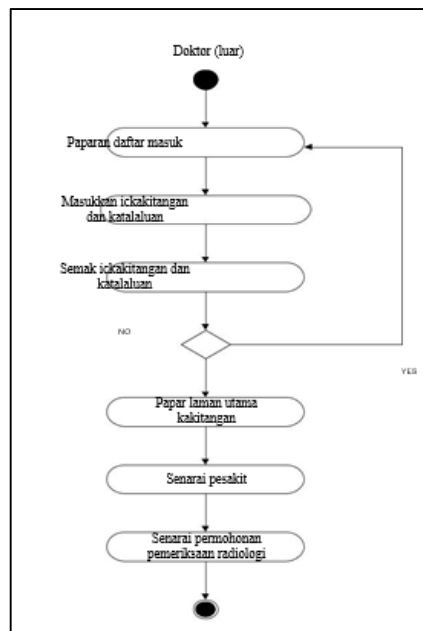 Doktor (luar)
Paparan daftar masuk
Masukkan ickakitangan
dan katalaluan
Semak ickakitangan dan
katalaluan
NO
YES
Papar laman utama
kakitangan
Senarai pesakit
Senarai permohonan
pemeriksaan radiologi